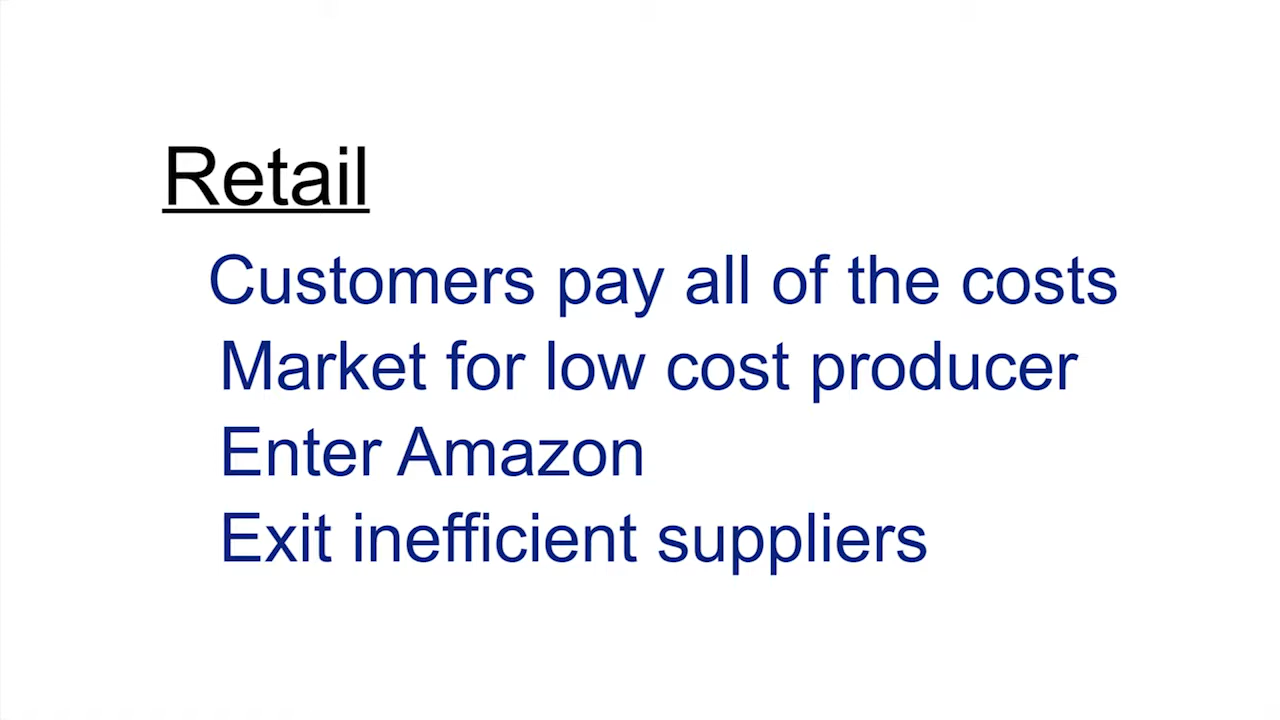 Retail
Customers pay all of the costs
Market for low cost producer
Enter Amazon
Exit inefficient suppliers